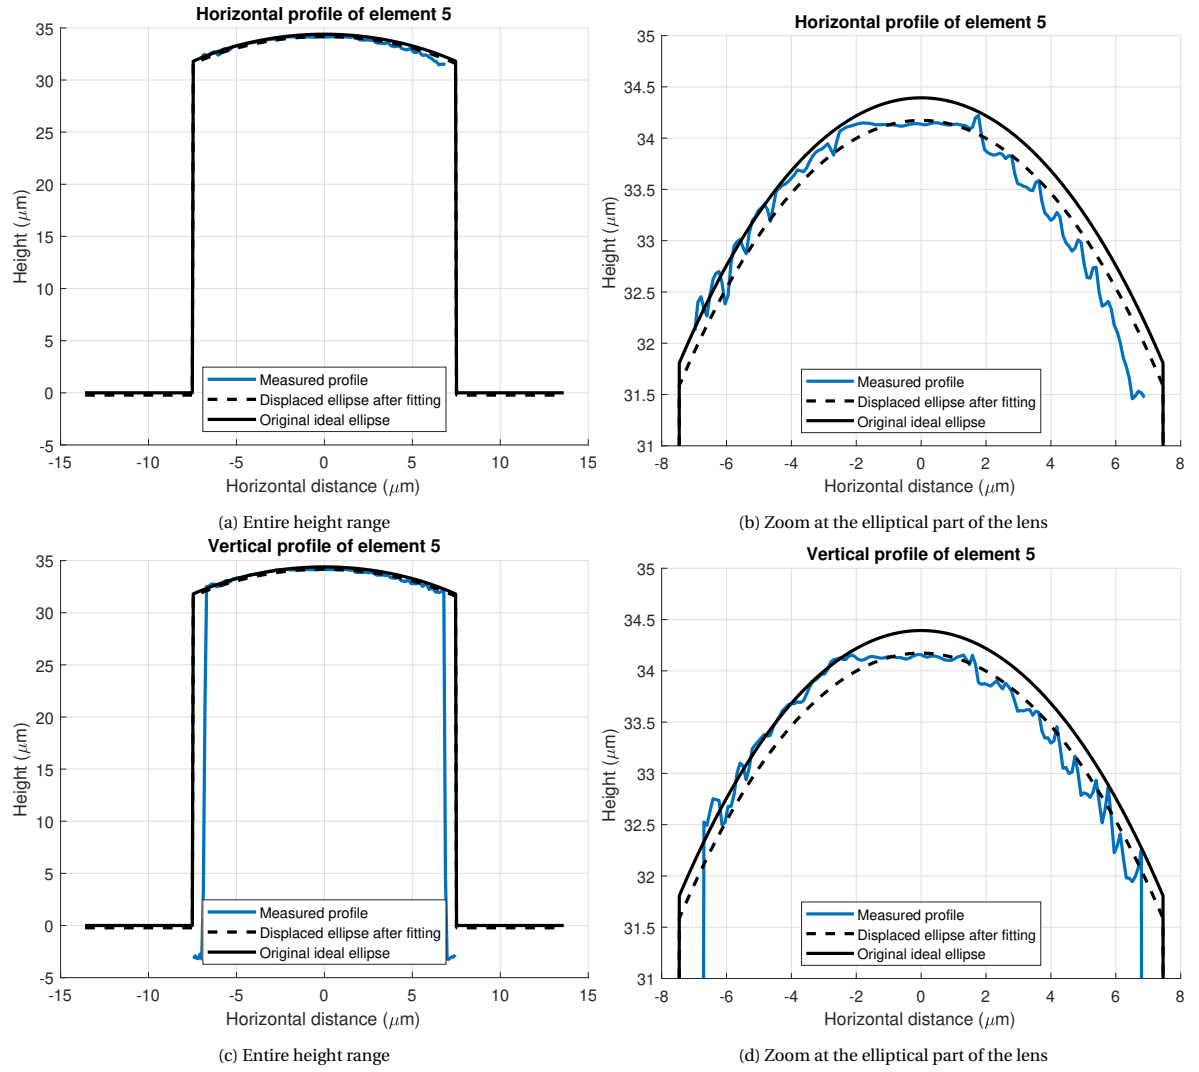 Horizontal profile of element 5
Height (μm)
35
30
25
20
15
10
5
0
-5
-15
-10
-5
0
5
10
15
Measured profile
Displaced ellipse after fitting
Original ideal ellipse
Horizontal distance (μm)
(a) Entire height range
Horizontal profile of element 5
Height (μm)
35
34.5
34
33.5
33
32.5
32
31.5
31
-8
-6
-4
-2
0
2
4
6
8
Measured profile
Displaced ellipse after fitting
Original ideal ellipse
Horizontal distance (μm)
(b) Zoom at the elliptical part of the lens
Vertical profile of element 5
Height (μm)
35
30
25
20
15
10
5
0
-5
-15
-10
-5
0
5
10
15
Measured profile
Displaced ellipse after fitting
Original ideal ellipse
Horizontal distance (μm)
(c) Entire height range
Vertical profile of element 5
Height (μm)
35
34.5
34
33.5
33
32.5
32
31.5
31
-8
-6
-4
-2
0
2
4
6
8
Measured profile
Displaced ellipse after fitting
Original ideal ellipse
Horizontal distance (μm)
(d) Zoom at the elliptical part of the lens